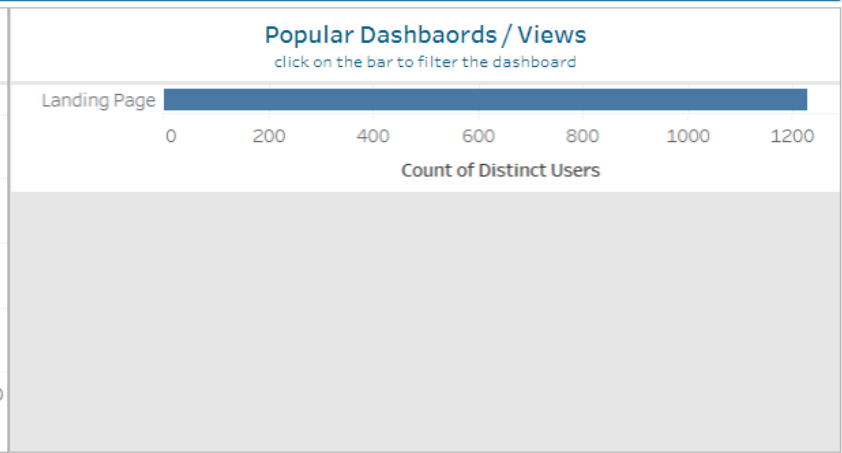 Popular Dashbaords / Views
click on the bar to filter the dashboard
Landing Page
0 200 400 600 800 1000 1200
Count of Distinct Users